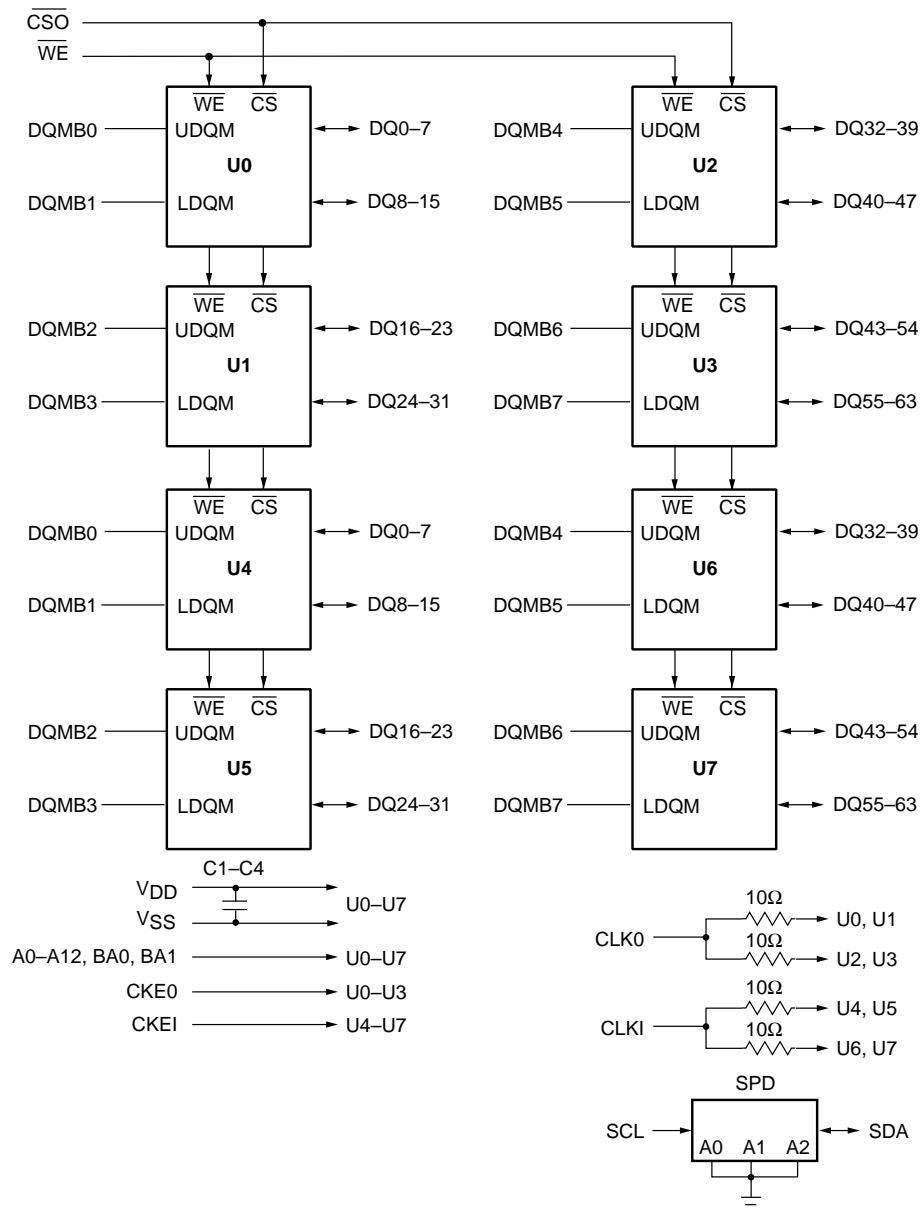 CSO
WE
WE CS WE CS
DQMB0 UDQM DQ0–7 DQMB4 UDQM DQ32–39
U0 U2
DQMB1 LDQM DQ8–15 DQMB5 LDQM DQ40–47
WE CS WE CS
DQMB2 UDQM DQ16–23 DQMB6 UDQM DQ43–54
U1 U3
DQMB3 LDQM DQ24–31 DQMB7 LDQM DQ55–63
WE CS WE CS
DQMB0 UDQM DQ0–7 DQMB4 UDQM DQ32–39
U4 U6
DQMB1 LDQM DQ8–15 DQMB5 LDQM DQ40–47
WE CS WE CS
DQMB2 UDQM DQ16–23 DQMB6 UDQM DQ43–54
U5 U7
DQMB3 LDQM DQ24–31 DQMB7 LDQM DQ55–63
C1–C4
VDD
U0–U7
VSS
A0–A12, BA0, BA1 U0–U7
CKE0 U0–U3
CKEI U4–U7
10Ω
U0, U1
CLK0
10Ω
U2, U3
10Ω
U4, U5
CLKI
10Ω
U6, U7
SPD
SCL SDA
A0 A1 A2